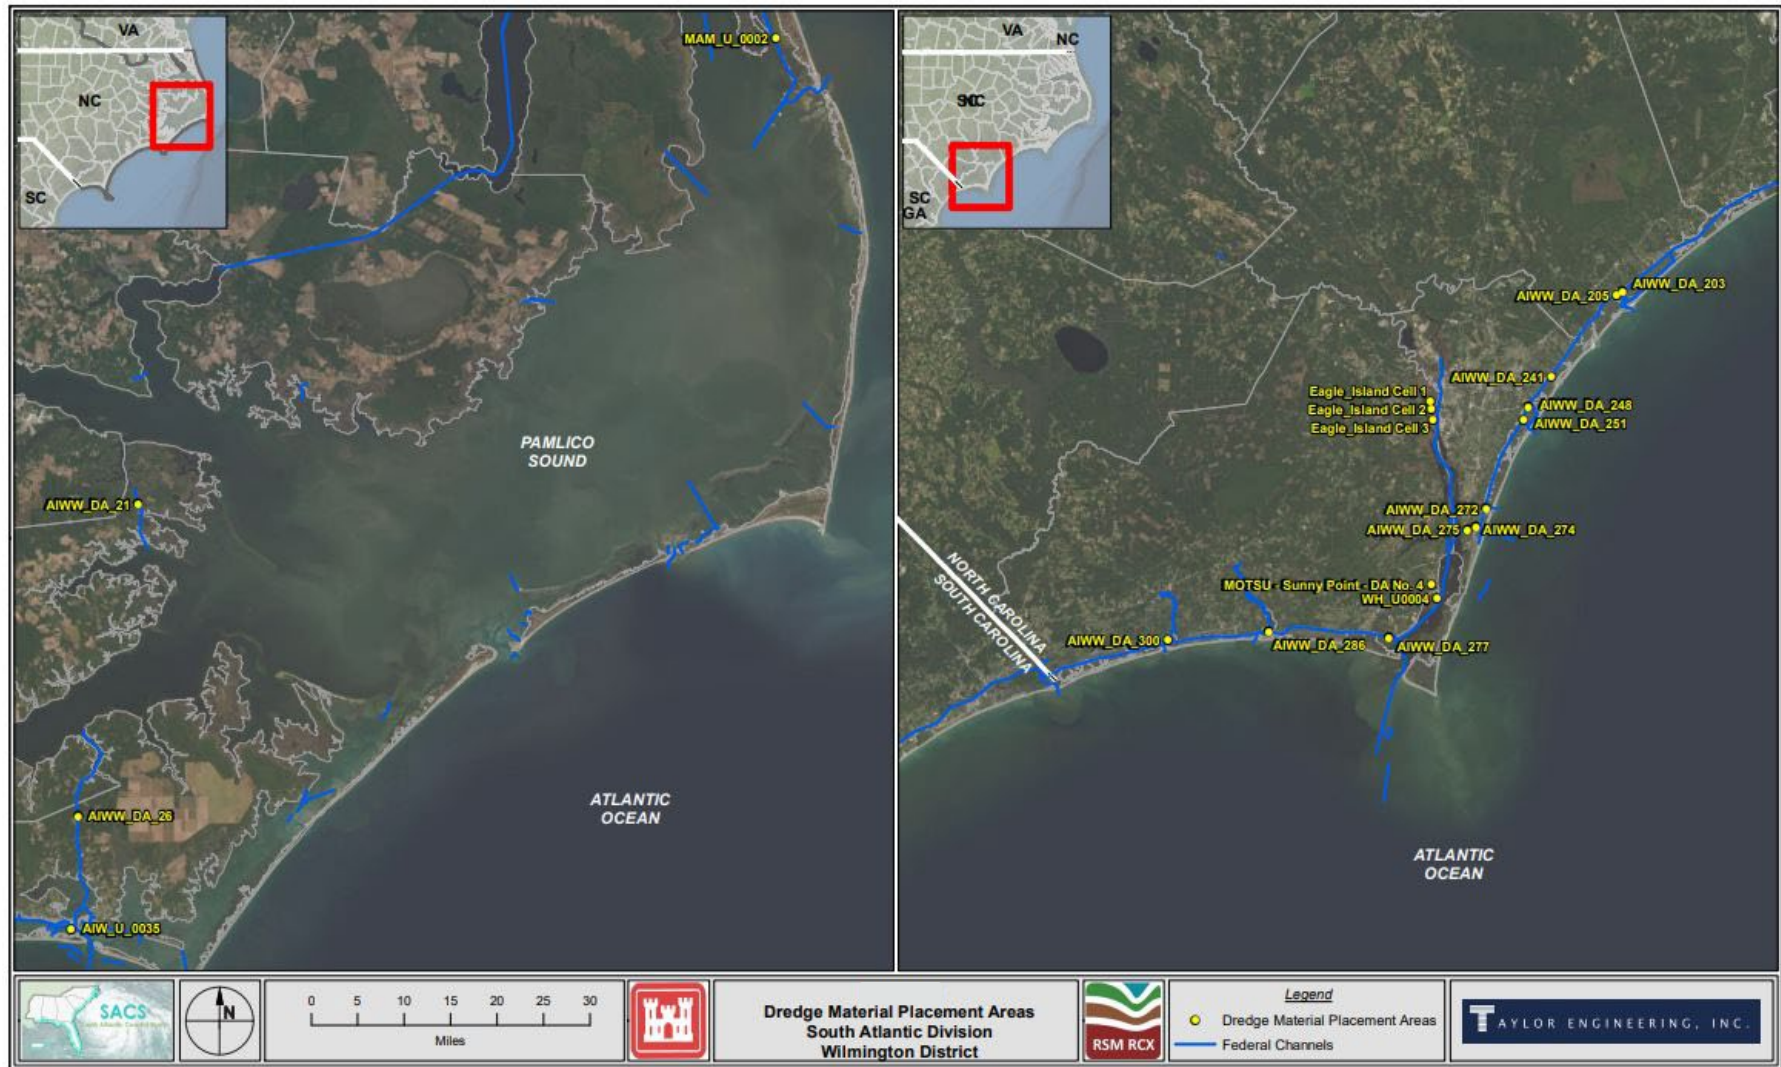 VA
NC
SC
MAM_U_0002
PAMLICO
SOUND
AIWW_DA_21
ATLANTIC
OCEAN
AIWW_DA_26
AIW_U_0035
VA
NC
SC
GA
AIWW_DA_203
AIWW_DA_205
AIWW_DA_241
Eagle_Island Cell 1
Eagle_Island Cell 2
Eagle_Island Cell 3
AIWW_DA_248
AIWW_DA_251
AIWW_DA_272
AIWW_DA_275
AIWW_DA_274
MOTSU - Sunny Point - DA No. 4
WH_U0004
NORTH CAROLINA
SOUTH CAROLINA
AIWW_DA_300
AIWW_DA_286
AIWW_DA_277
ATLANTIC
OCEAN
SACS
N
0 5 10 15 20 25 30
Miles
Dredge Material Placement Areas
South Atlantic Division
Wilmington District
RSM RCX
Legend
Dredge Material Placement Areas
Federal Channels
TAYLOR ENGINEERING, INC.